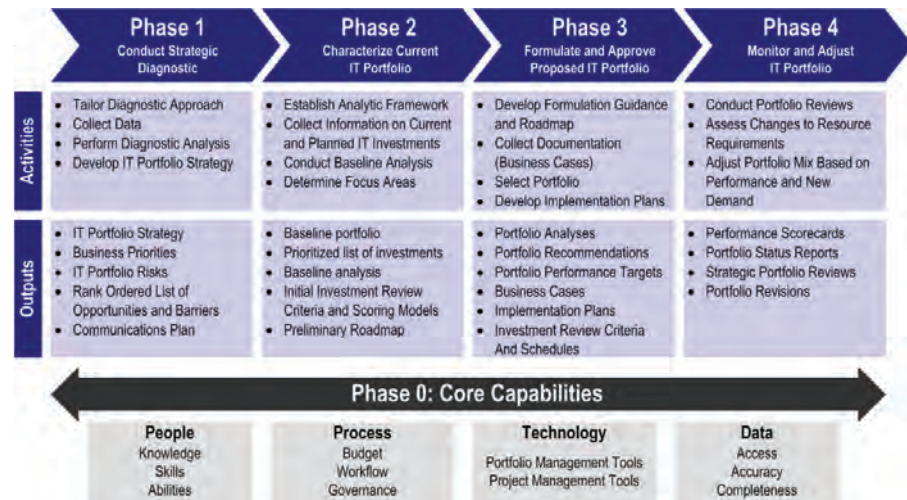 Phase 1
Conduct Strategic
Diagnostic
Phase 2
Characterize Current
IT Portfolio
Phase 3
Formulate and Approve
Proposed IT Portfolio
Phase 4
Monitor and Adjust
IT Portfolio
Activities
• Tailor Diagnostic Approach
• Collect Data
• Perform Diagnostic Analysis
• Develop IT Portfolio Strategy
• Establish Analytic Framework
• Collect Information on Current
and Planned IT Investments
• Conduct Baseline Analysis
• Determine Focus Areas
• Develop Formulation Guidance
and Roadmap
• Collect Documentation
(Business Cases)
• Select Portfolio
• Develop Implementation Plans
• Conduct Portfolio Reviews
• Assess Changes to Resource
Requirements
• Adjust Portfolio Mix Based on
Performance and New
Demand
Outputs
• IT Portfolio Strategy
• Business Priorities
• IT Portfolio Risks
• Rank Ordered List of
Opportunities and Barriers
• Communications Plan
• Baseline portfolio
• Prioritized list of investments
• Baseline analysis
• Initial Investment Review
Criteria and Scoring Models
• Preliminary Roadmap
• Portfolio Analyses
• Portfolio Recommendations
• Portfolio Performance Targets
• Business Cases
• Implementation Plans
• Investment Review Criteria
And Schedules
• Performance Scorecards
• Portfolio Status Reports
• Strategic Portfolio Reviews
• Portfolio Revisions
Phase 0: Core Capabilities
People
Knowledge
Skills
Abilities
Process
Budget
Workflow
Governance
Technology
Portfolio Management Tools
Project Management Tools
Data
Access
Accuracy
Completeness